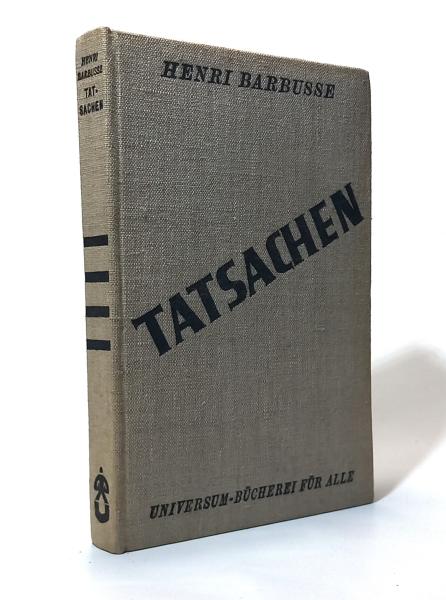 HENRI
BARBUSSE
TAT-
SACHEN
HENRI BARBUSSE
TATSACHEN
UNIVERSUM-BÜCHEREI FÜR ALLE